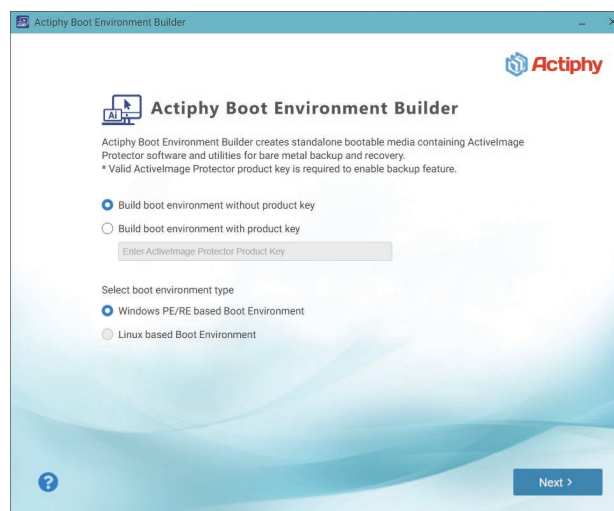 Actiphy Boot Environment Builder
Actiphy
Ai
Actiphy Boot Environment Builder
Actiphy Boot Environment Builder creates standalone bootable media containing ActiveImage
Protector software and utilities for bare metal backup and recovery.
* Valid ActiveImage Protector product key is required to enable backup feature.
Build boot environment without product key
Build boot environment with product key
Enter ActiveImage Protector Product Key
Select boot environment type
Windows PE/RE based Boot Environment
Linux based Boot Environment
?
Next >